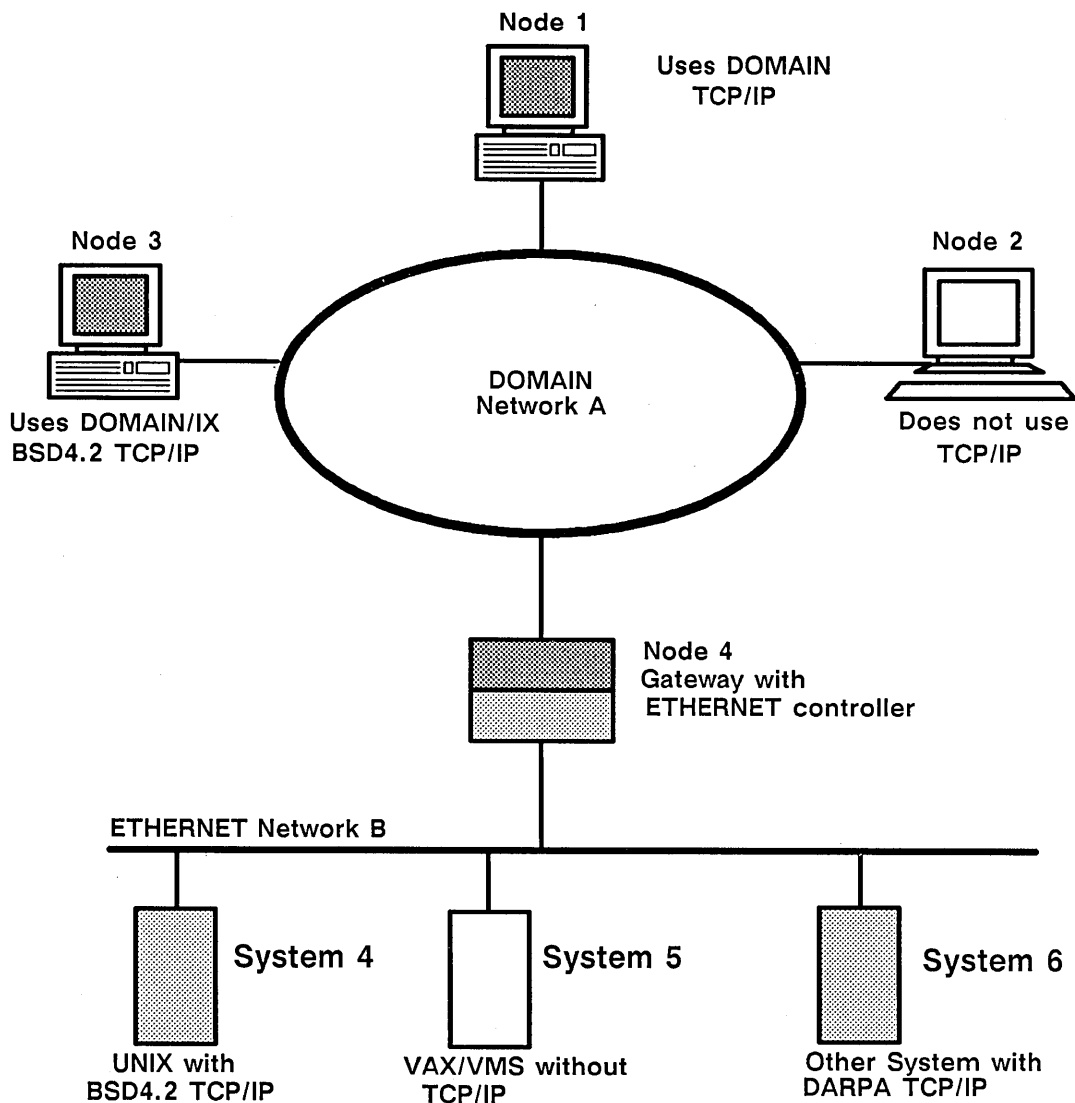 Node 1
Uses DOMAIN
TCP/IP
Node 3
Node 2
DOMAIN
Network A
Uses DOMAIN/IX
BSD4.2 TCP/IP
Does not use
TCP/IP
Node 4
Gateway with
ETHERNET controller
ETHERNET Network B
System 4
System 5
System 6
UNIX with
BSD4.2 TCP/IP
VAX/VMS without
TCP/IP
Other System with
DARPA TCP/IP